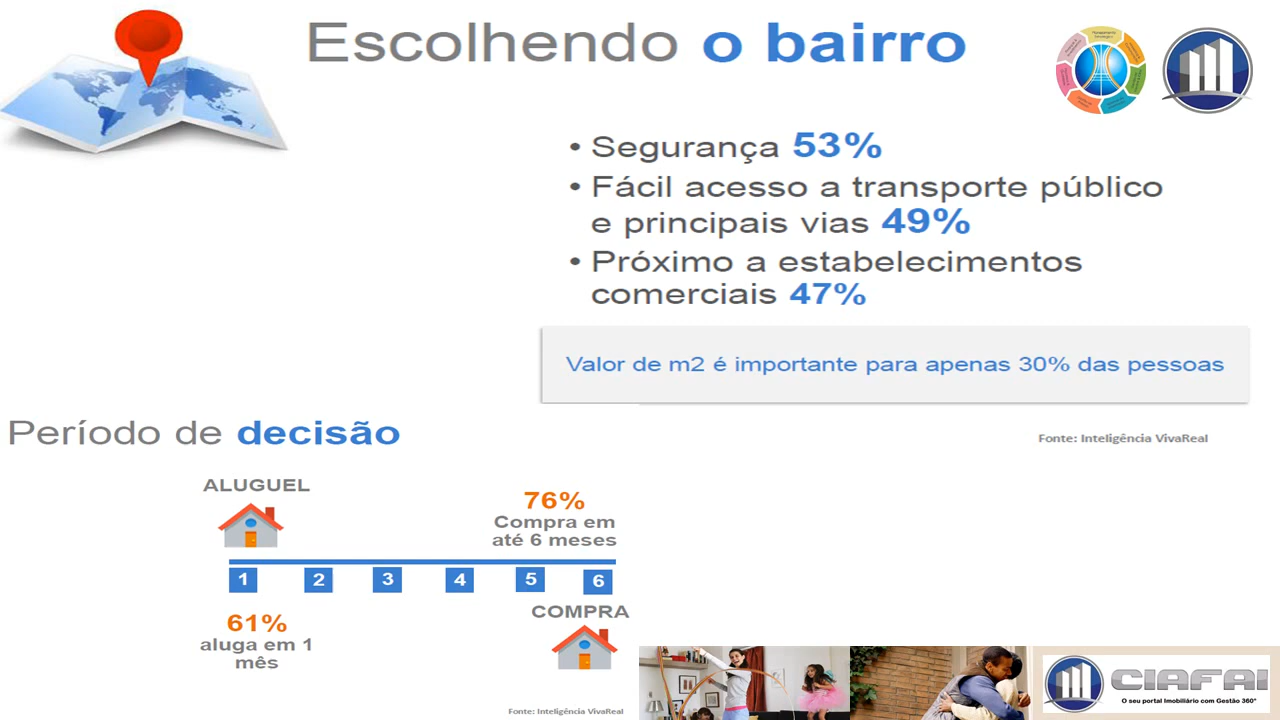 Escolhendo o bairro
• Segurança 53%
• Fácil acesso a transporte público
e principais vias 49%
• Próximo a estabelecimentos
comerciais 47%
Valor de m2 é importante para apenas 30% das pessoas
Fonte: Inteligência VivaReal
Período de decisão
ALUGUEL
76%
Compra em
até 6 meses
1 2 3 4 5 6
61%
aluga em 1
mês
COMPRA
Fonte: Inteligência VivaReal
CIAFAI
O seu portal Imobiliário com Gestão 360º